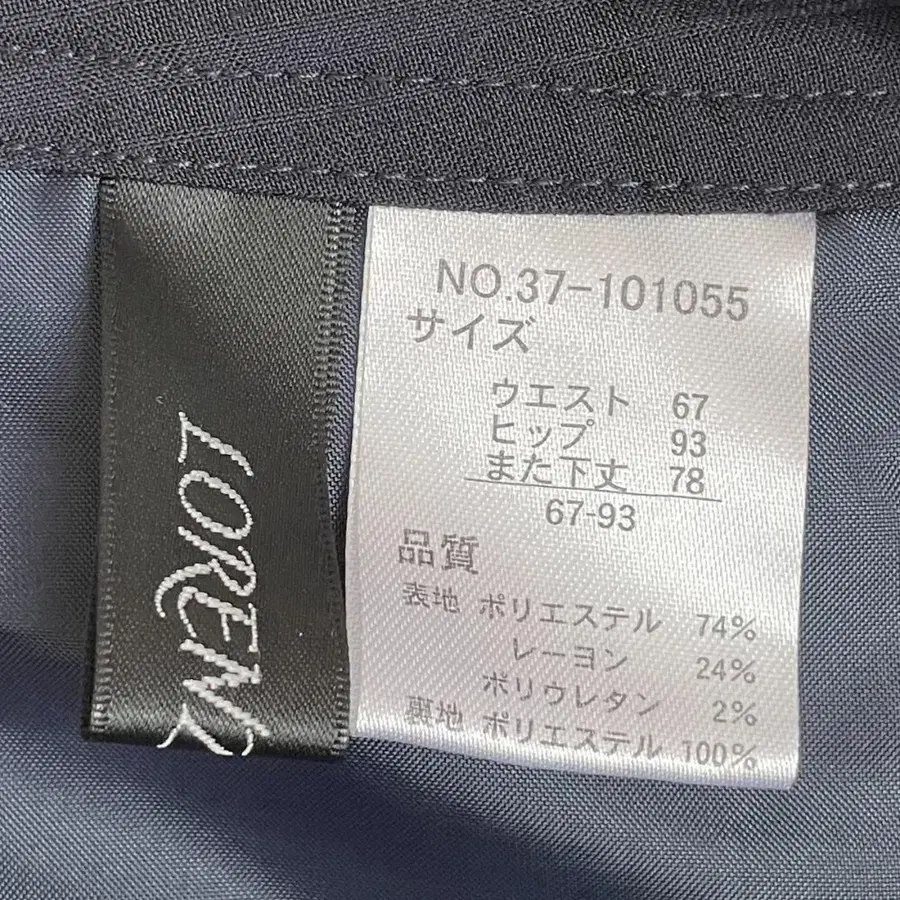 LOREN
NO.37-101055
サイズ
ウエスト 67
ヒップ 93
また下丈 78
67-93
品質
表地 ポリエステル 74%
レーヨン 24%
ポリウレタン 2%
裏地 ポリエステル 100%